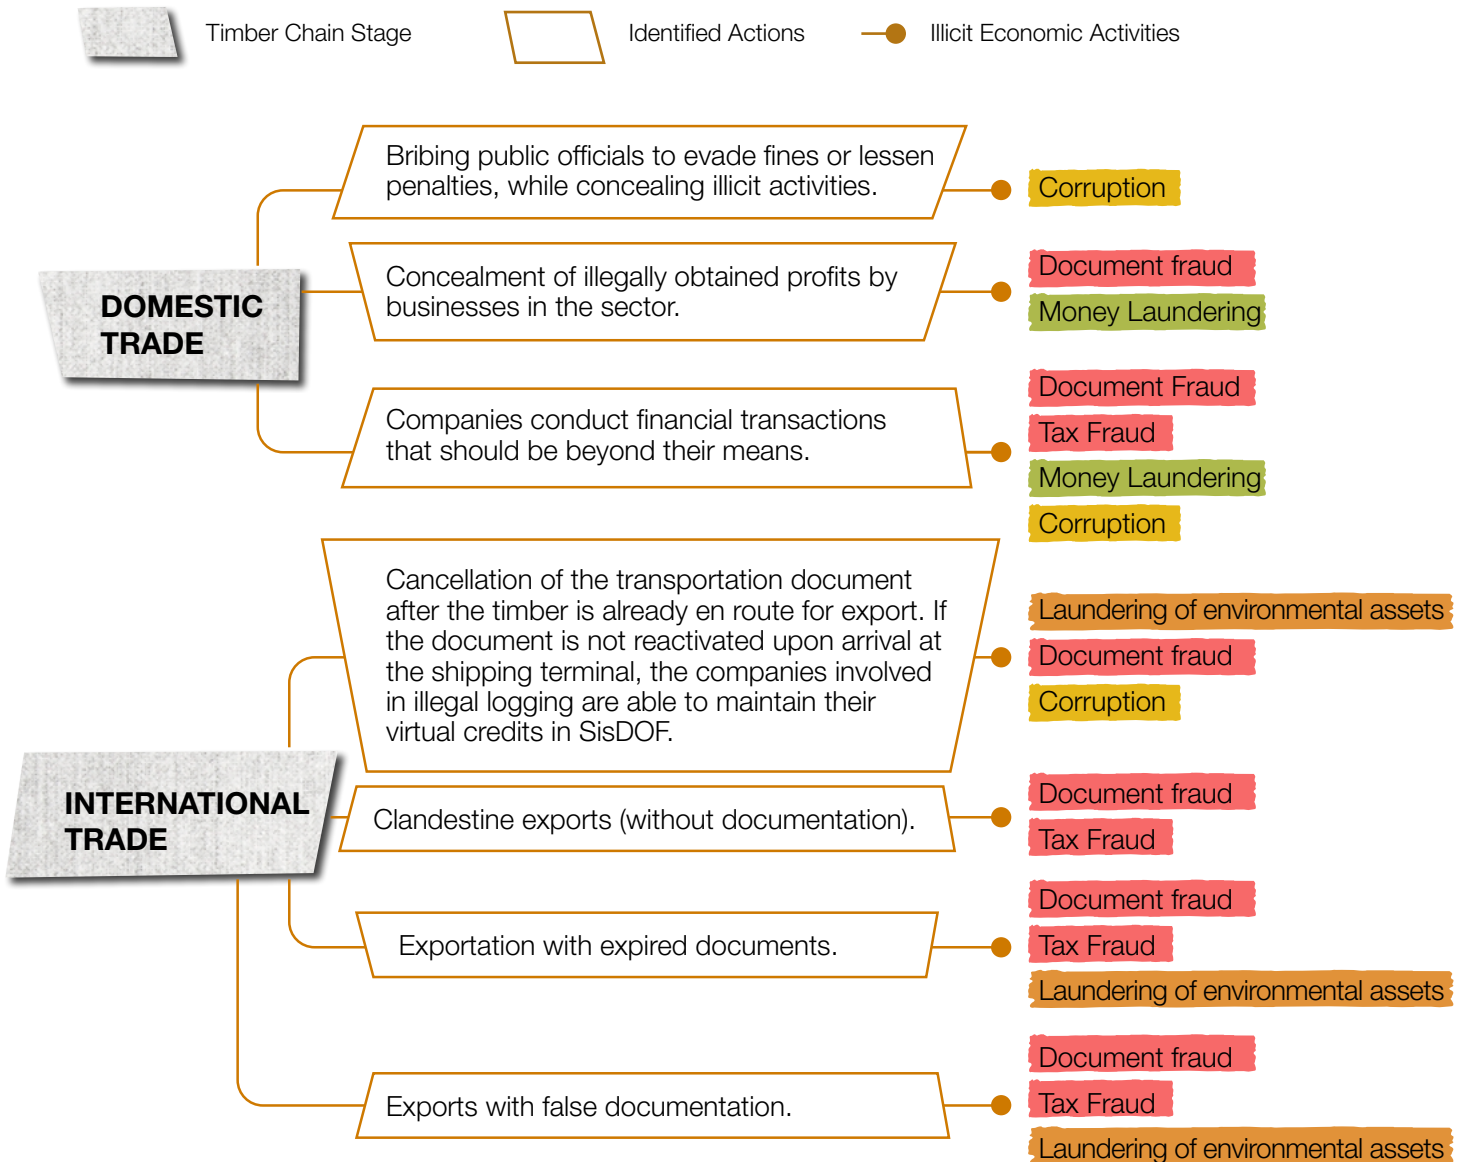 Timber Chain Stage
Identified Actions
Illicit Economic Activities
DOMESTIC
TRADE
Bribing public officials to evade fines or lessen
penalties, while concealing illicit activities.
Corruption
Concealment of illegally obtained profits by
businesses in the sector.
Document fraud
Money Laundering
Companies conduct financial transactions
that should be beyond their means.
Document Fraud
Tax Fraud
Money Laundering
Corruption
INTERNATIONAL
TRADE
Cancellation of the transportation document
after the timber is already en route for export. If
the document is not reactivated upon arrival at
the shipping terminal, the companies involved
in illegal logging are able to maintain their
virtual credits in SisDOF.
Laundering of environmental assets
Document fraud
Corruption
Clandestine exports (without documentation).
Document fraud
Tax Fraud
Exportation with expired documents.
Document fraud
Tax Fraud
Laundering of environmental assets
Exports with false documentation.
Document fraud
Tax Fraud
Laundering of environmental assets